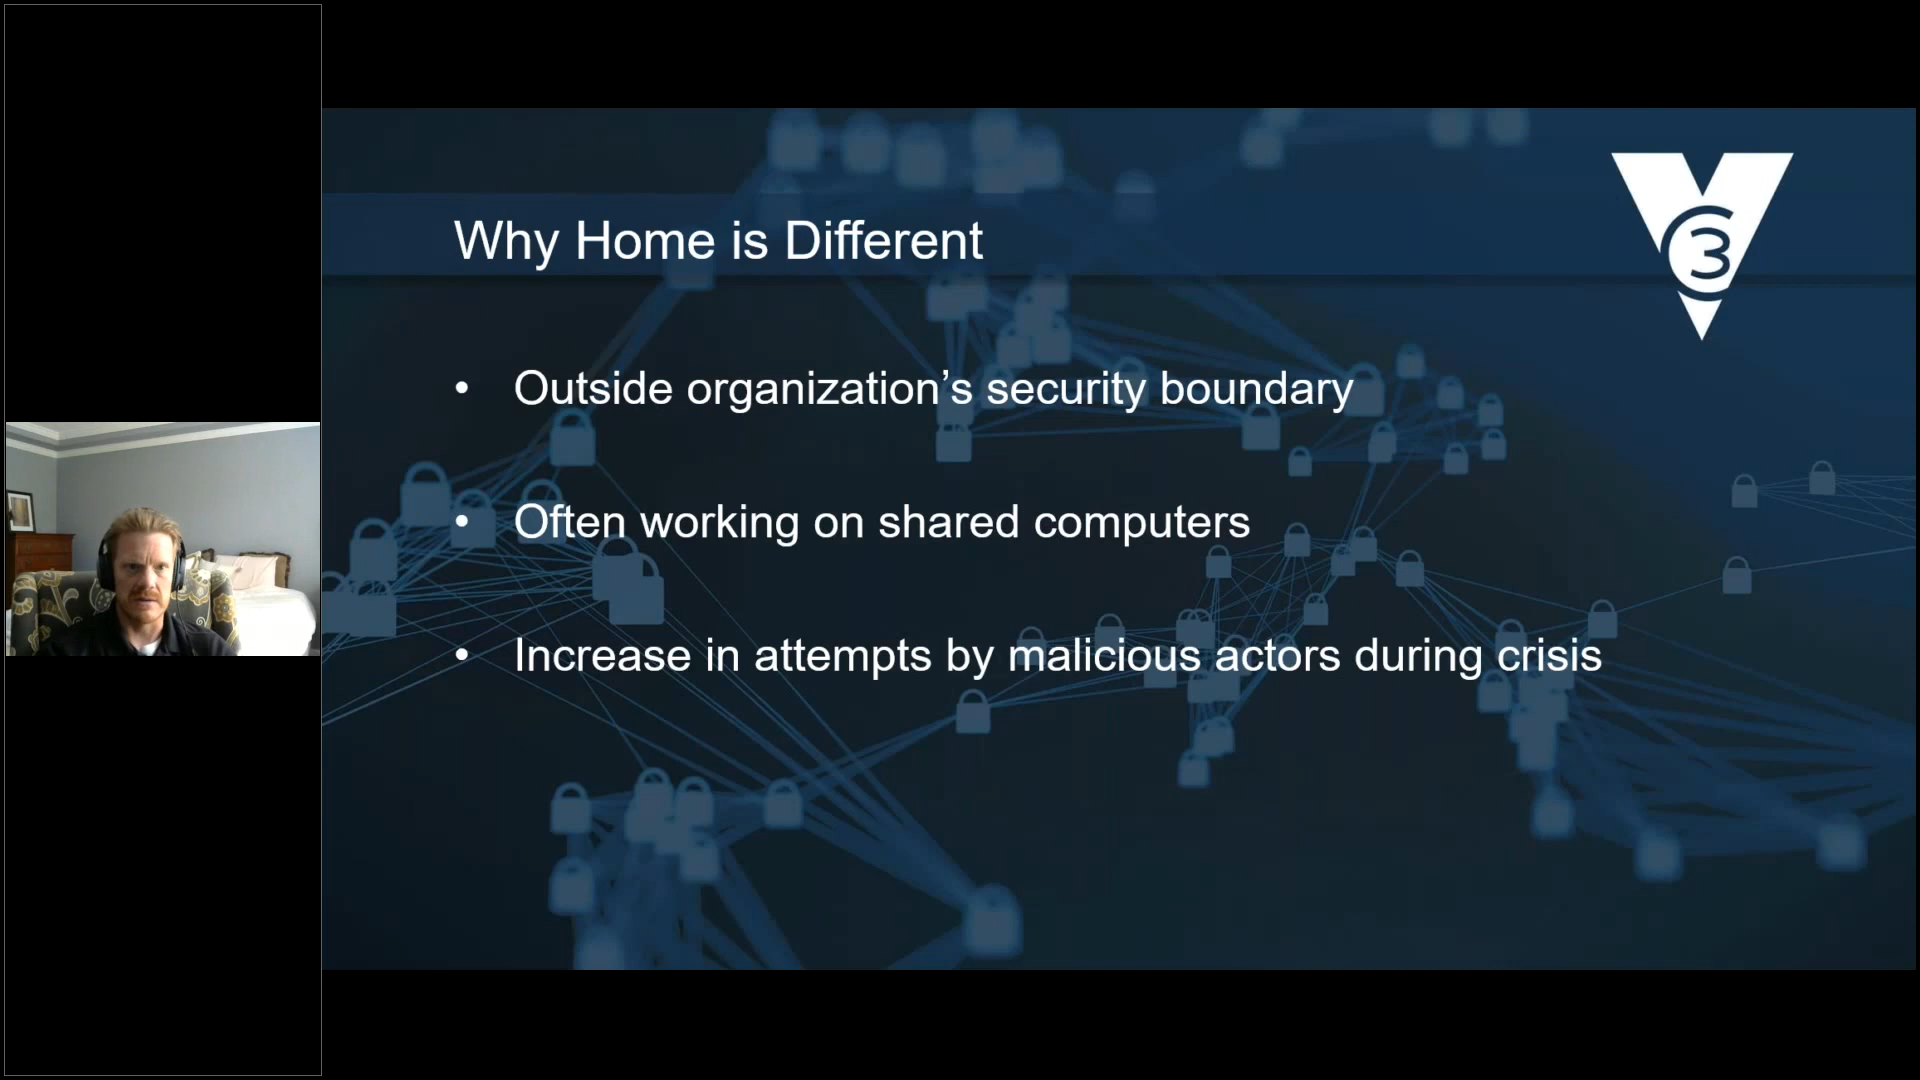 Why Home is Different
VC3
• Outside organization’s security boundary
• Often working on shared computers
• Increase in attempts by malicious actors during crisis